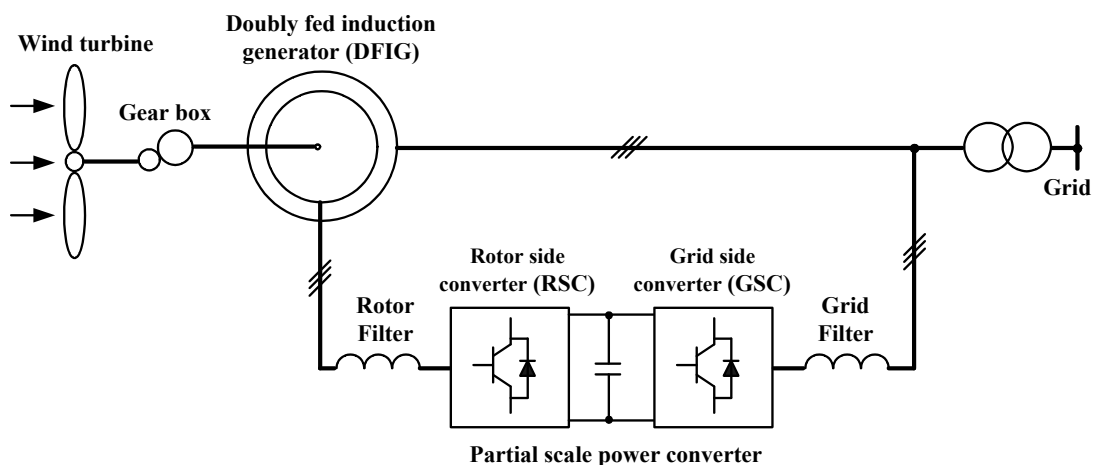 Doubly fed induction
generator (DFIG)
Wind turbine
Gear box
Grid
Rotor side
converter (RSC)
Grid side
converter (GSC)
Rotor
Filter
Grid
Filter
Partial scale power converter